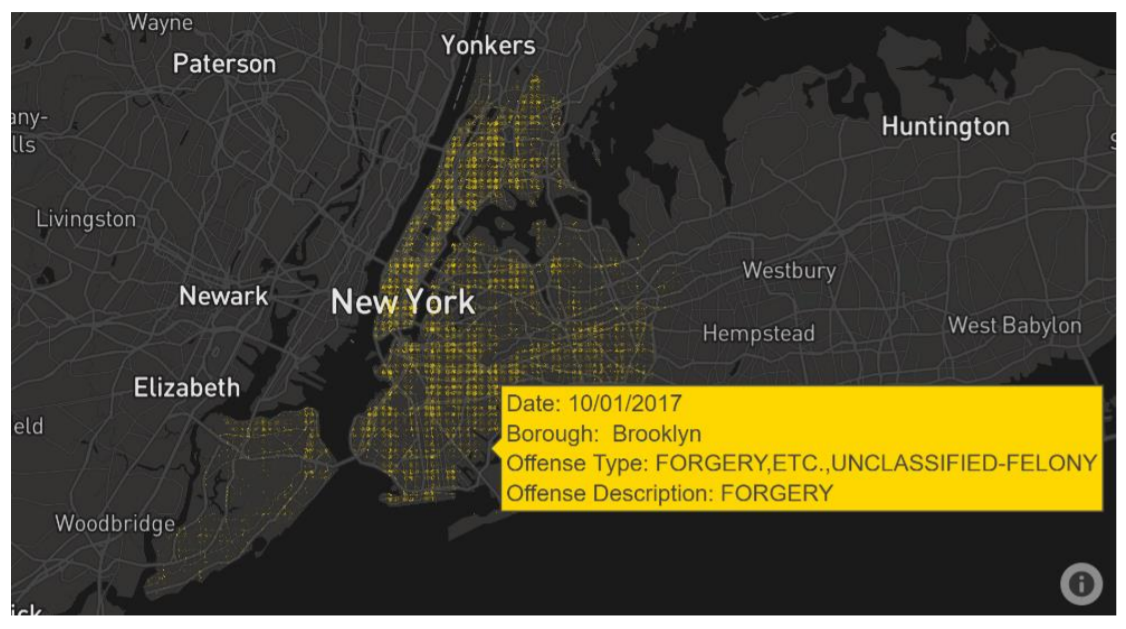 Wayne
Yonkers
Paterson
any-
lls
Huntington
Livingston
Westbury
Newark
New York
West Babylon
Hempstead
Elizabeth
eld
Date: 10/01/2017
Borough: Brooklyn
Offense Type: FORGERY,ETC.,UNCLASSIFIED-FELONY
Offense Description: FORGERY
Woodbridge
i
ick